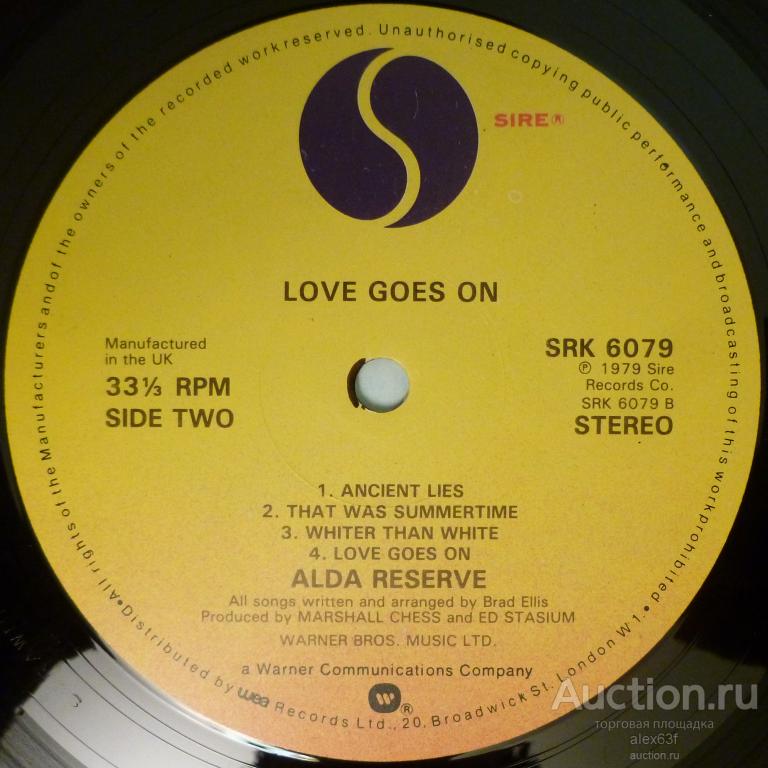 All rights of the Manufacturers and of the owners of the recorded work reserved. Unauthorised copying public performance and broadcasting of this work prohibited
SIRE®
LOVE GOES ON
Manufactured
in the UK
33⅓ RPM
SIDE TWO
SRK 6079
℗ 1979 Sire
Records Co.
SRK 6079 B
STEREO
1. ANCIENT LIES
2. THAT WAS SUMMERTIME
3. WHITER THAN WHITE
4. LOVE GOES ON
ALDA RESERVE
All songs written and arranged by Brad Ellis
Produced by MARSHALL CHESS and ED STASIUM
WARNER BROS. MUSIC LTD.
a Warner Communications Company
•Distributed by wea Records Ltd., 20, Broadwick St. London W1.•
®
Auction.ru
торговая площадка
alex63f
auction.ru